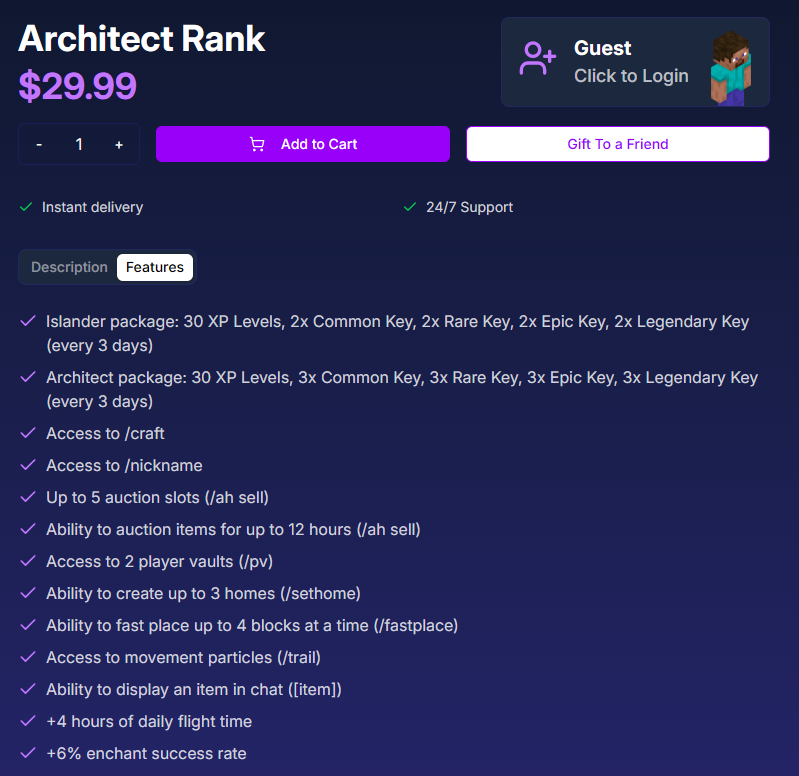 Architect Rank
$29.99
Guest
Click to Login
- 1 +
Add to Cart
Gift To a Friend
Instant delivery
24/7 Support
Description
Features
Islander package: 30 XP Levels, 2x Common Key, 2x Rare Key, 2x Epic Key, 2x Legendary Key
(every 3 days)
Architect package: 30 XP Levels, 3x Common Key, 3x Rare Key, 3x Epic Key, 3x Legendary Key
(every 3 days)
Access to /craft
Access to /nickname
Up to 5 auction slots (/ah sell)
Ability to auction items for up to 12 hours (/ah sell)
Access to 2 player vaults (/pv)
Ability to create up to 3 homes (/sethome)
Ability to fast place up to 4 blocks at a time (/fastplace)
Access to movement particles (/trail)
Ability to display an item in chat ([item])
+4 hours of daily flight time
+6% enchant success rate